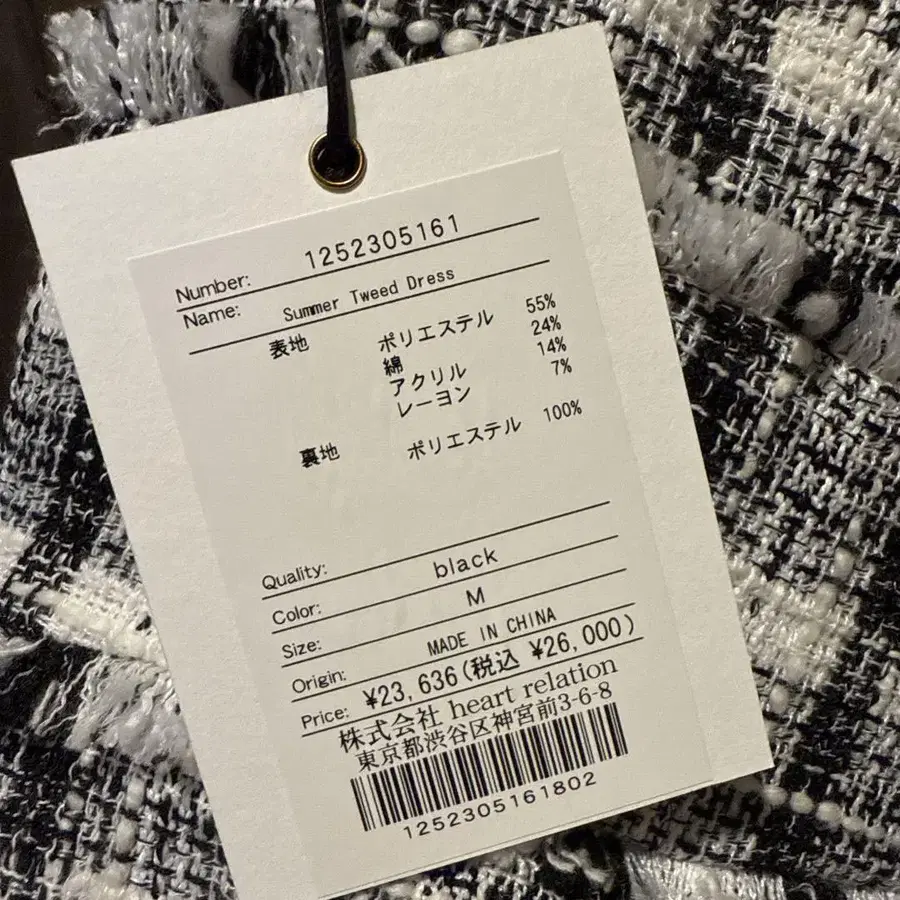 Number: 1252305161
Name: Summer Tweed Dress
表地 ポリエステル 55%
綿 24%
アクリル 14%
レーヨン 7%
裏地 ポリエステル 100%
Quality:
Color: black
Size: M
Origin: MADE IN CHINA
Price: ¥23,636(税込 ¥26,000)
株式会社 heart relation
東京都渋谷区神宮前3-6-8
1252305161802